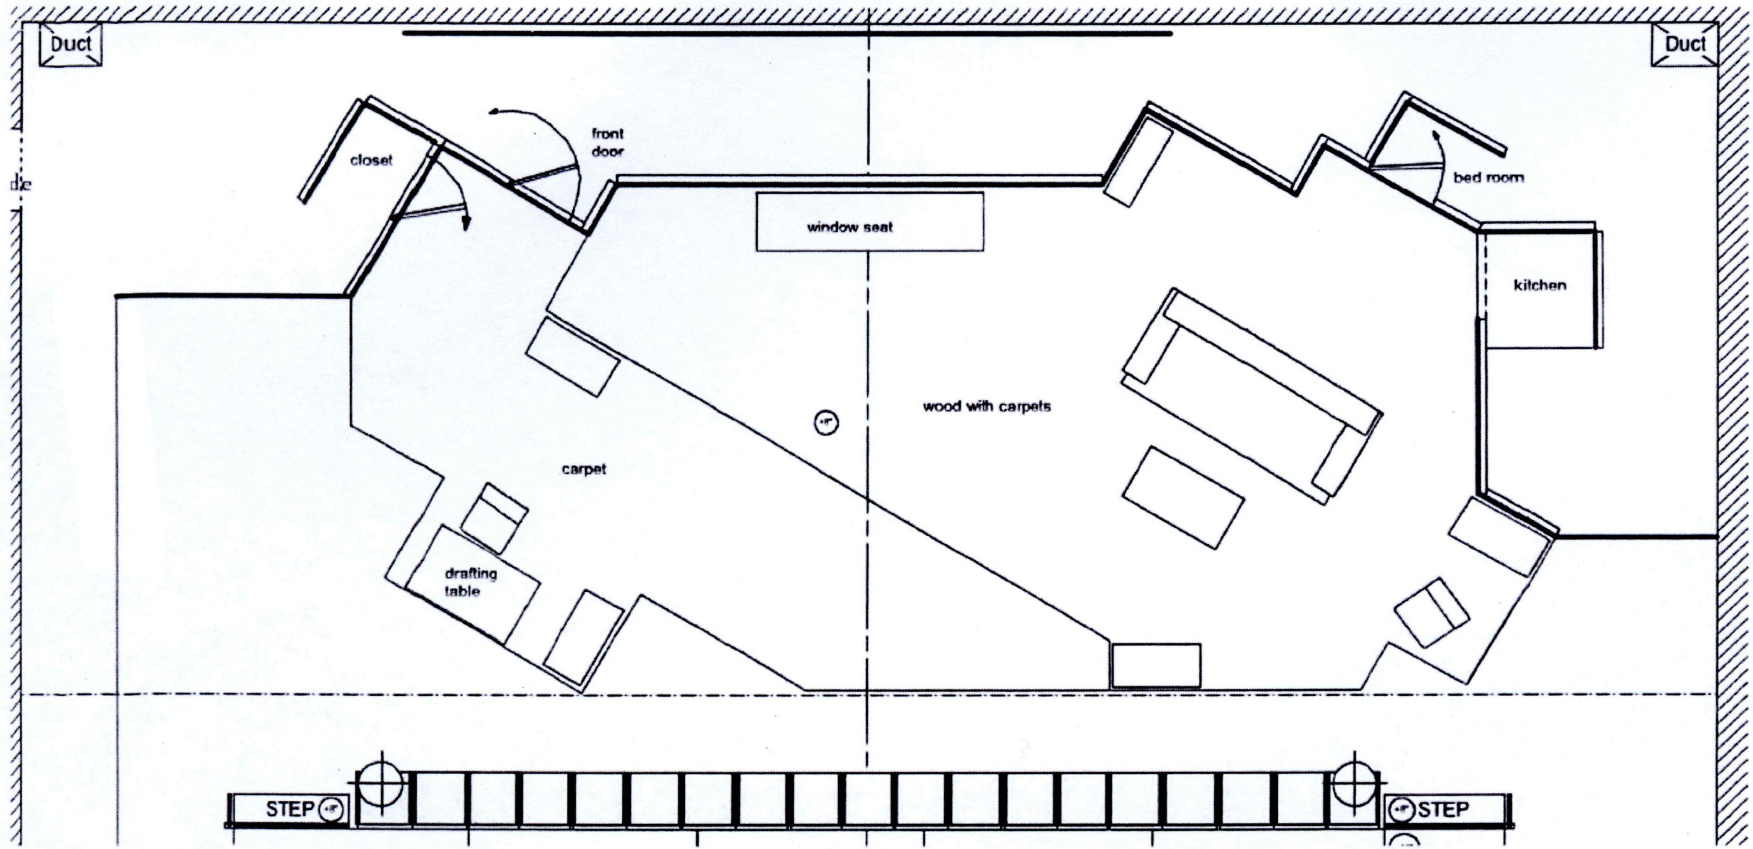 Duct
Duct
front
door
closet
bed room
window seat
kitchen
wood with carpets
carpet
drafting
table
STEP
STEP